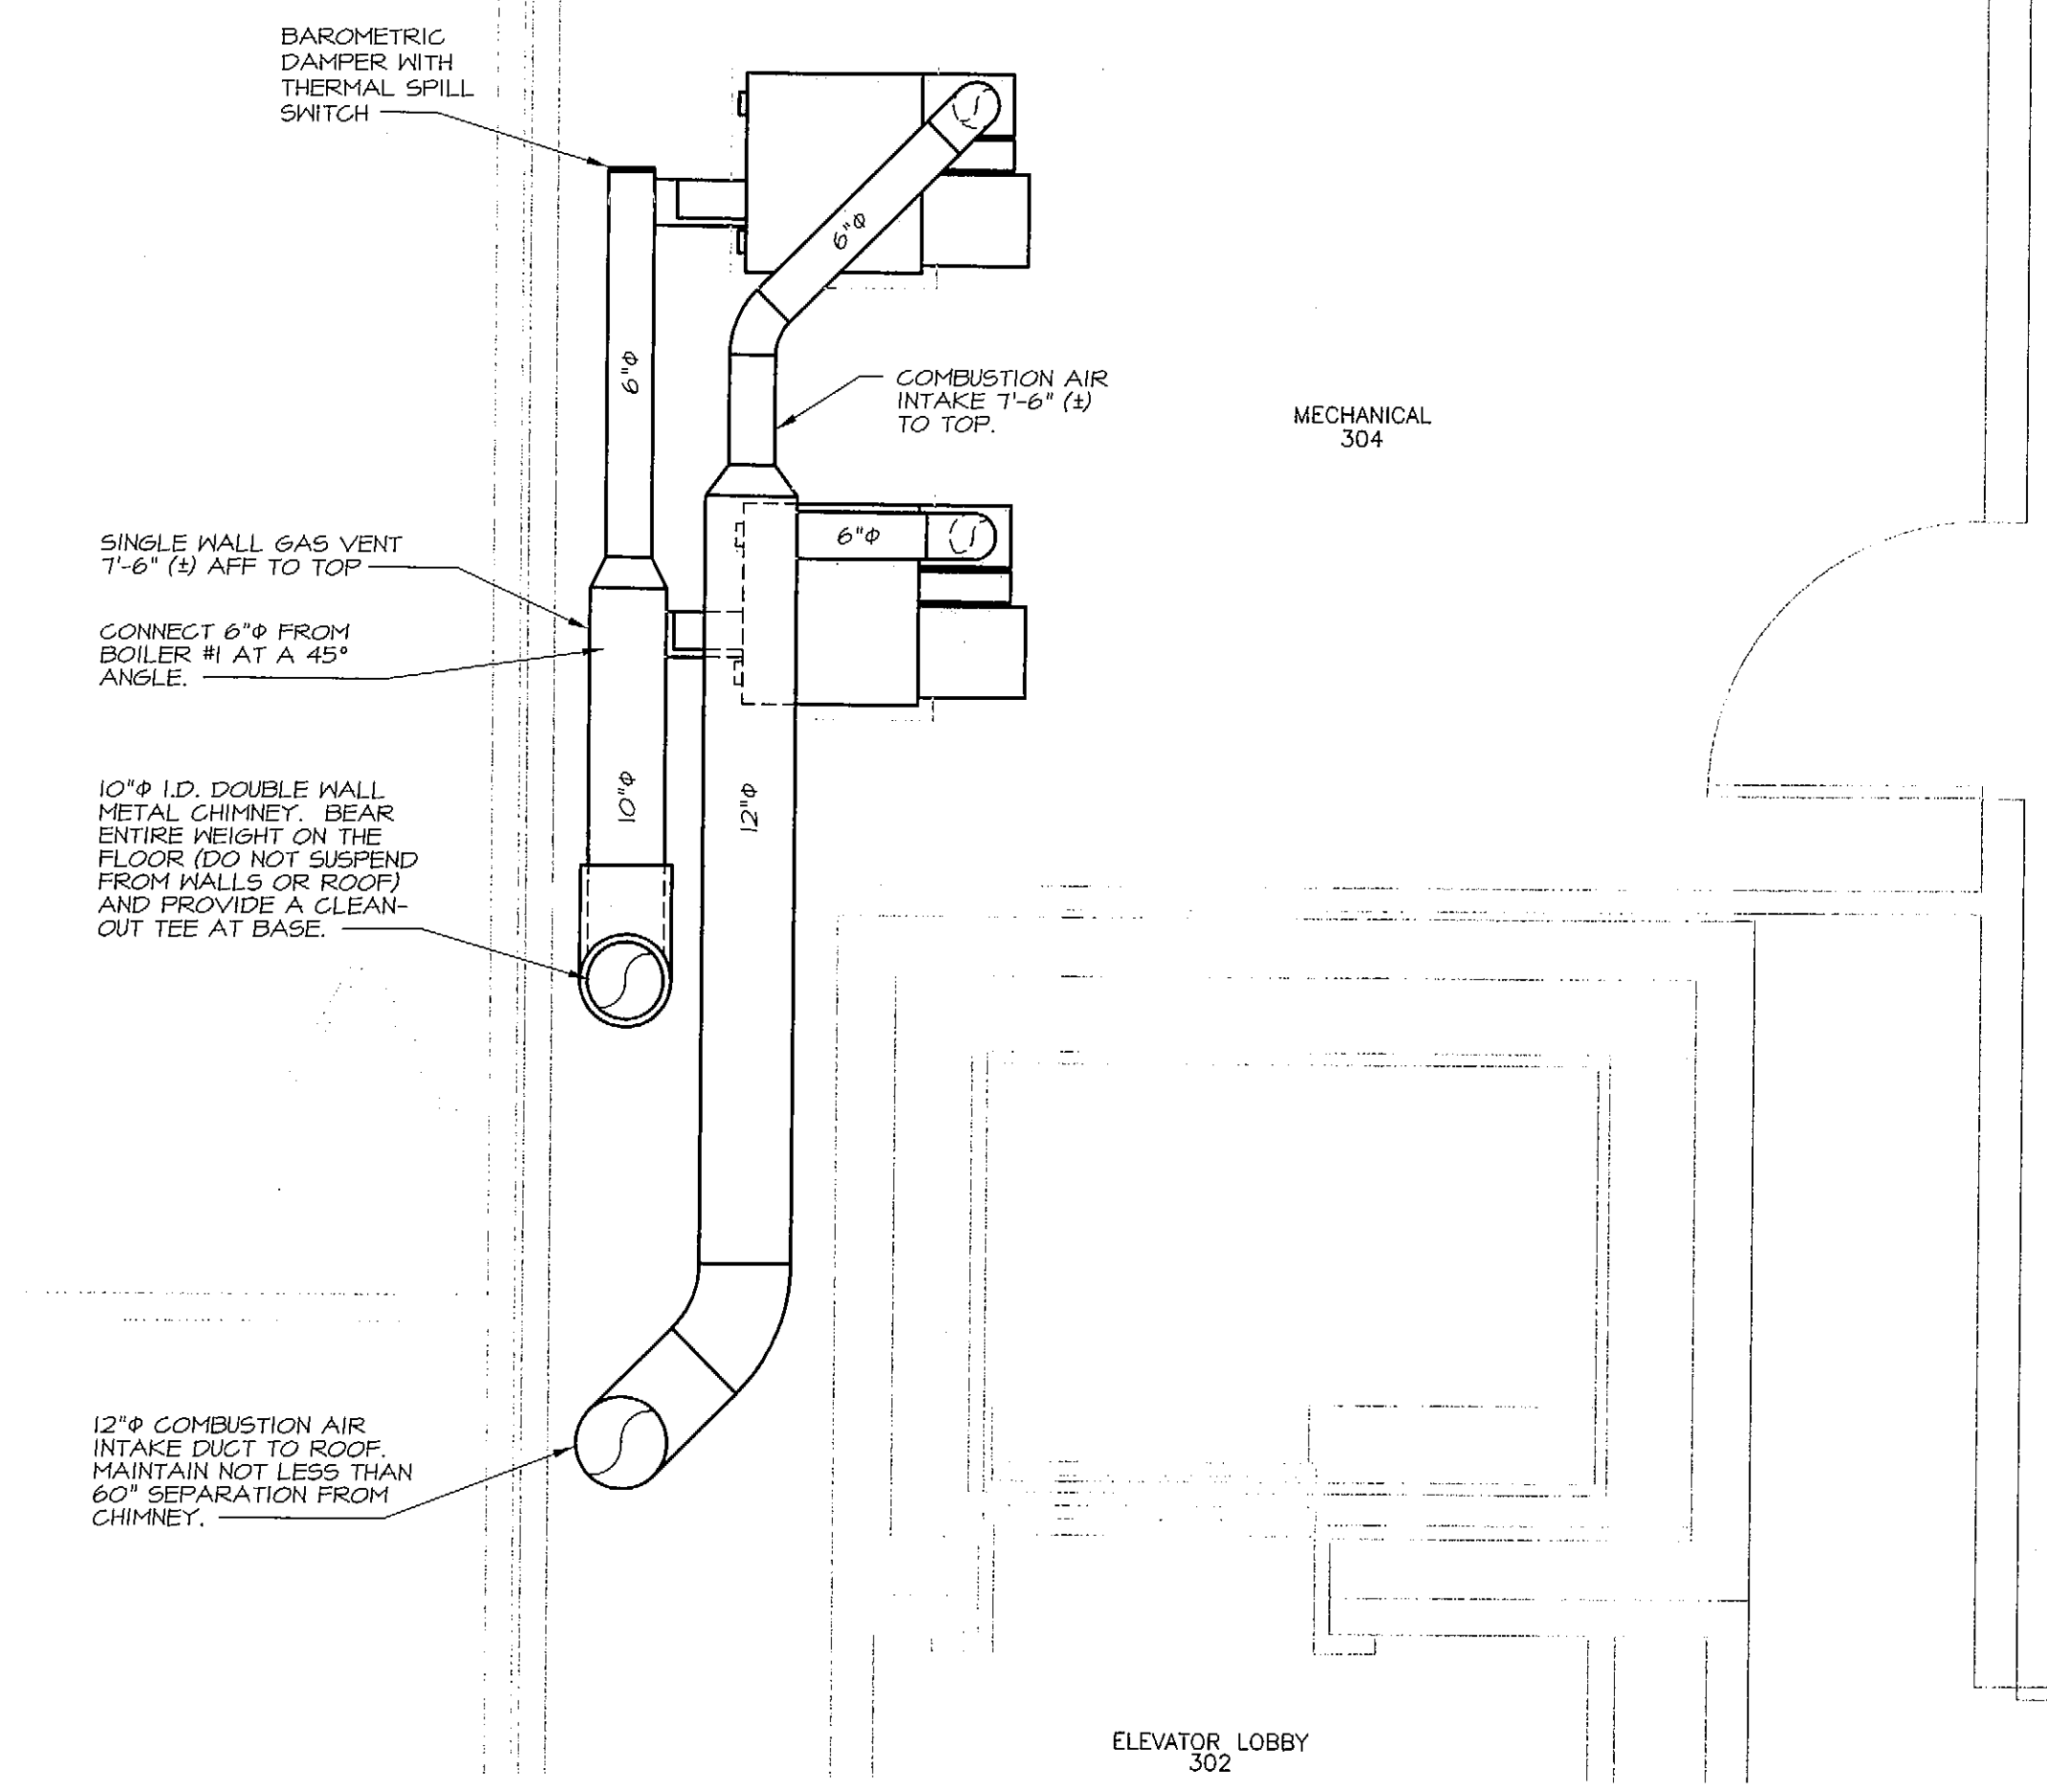 BAROMETRIC
DAMPER WITH
THERMAL SPILL
SWITCH
6"Φ
6"Φ
COMBUSTION AIR
INTAKE 7'-6" (±)
TO TOP.
MECHANICAL
304
SINGLE WALL GAS VENT
7'-6" (±) AFF TO TOP
6"Φ
CONNECT 6"Φ FROM
BOILER #1 AT A 45°
ANGLE.
10"Φ I.D. DOUBLE WALL
METAL CHIMNEY. BEAR
ENTIRE WEIGHT ON THE
FLOOR (DO NOT SUSPEND
FROM WALLS OR ROOF)
AND PROVIDE A CLEAN-
OUT TEE AT BASE.
10"Φ
12"Φ
12"Φ COMBUSTION AIR
INTAKE DUCT TO ROOF.
MAINTAIN NOT LESS THAN
60" SEPARATION FROM
CHIMNEY.
ELEVATOR LOBBY
302